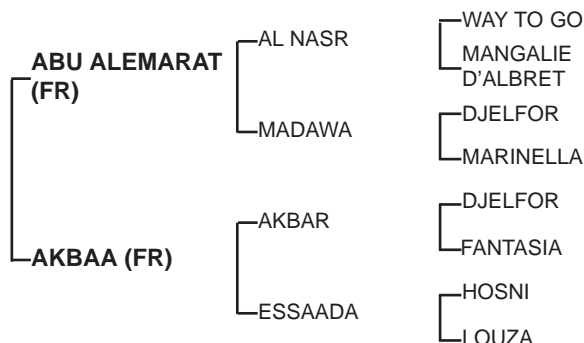 WAY TO GO
AL NASR
MANGALIE
D'ALBRET
ABU ALEMARAT
(FR)
DJELFOR
MADAWA
MARINELLA
DJELFOR
AKBAR
FANTASIA
AKBAA (FR)
HOSNI
ESSAADA
LOUZA